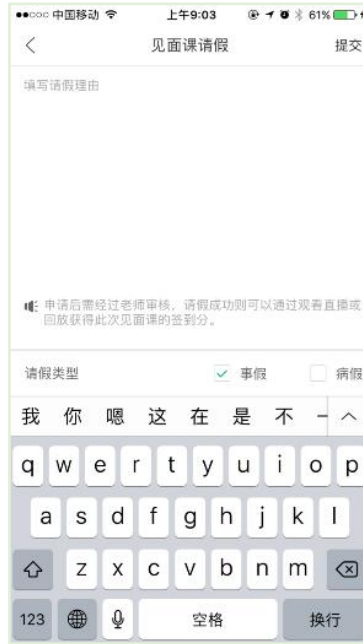 中国移动 上午9:03 61%
见面课请假 提交
填写请假理由
申请后需经过老师审核，请假成功则可以通过观看直播或
回放获得此次见面课的签到分。
请假类型 事假 病假
我 你 嗯 这 在 是 不 一
q w e r t y u i o p
a s d f g h j k l
z x c v b n m
123 空格 换行